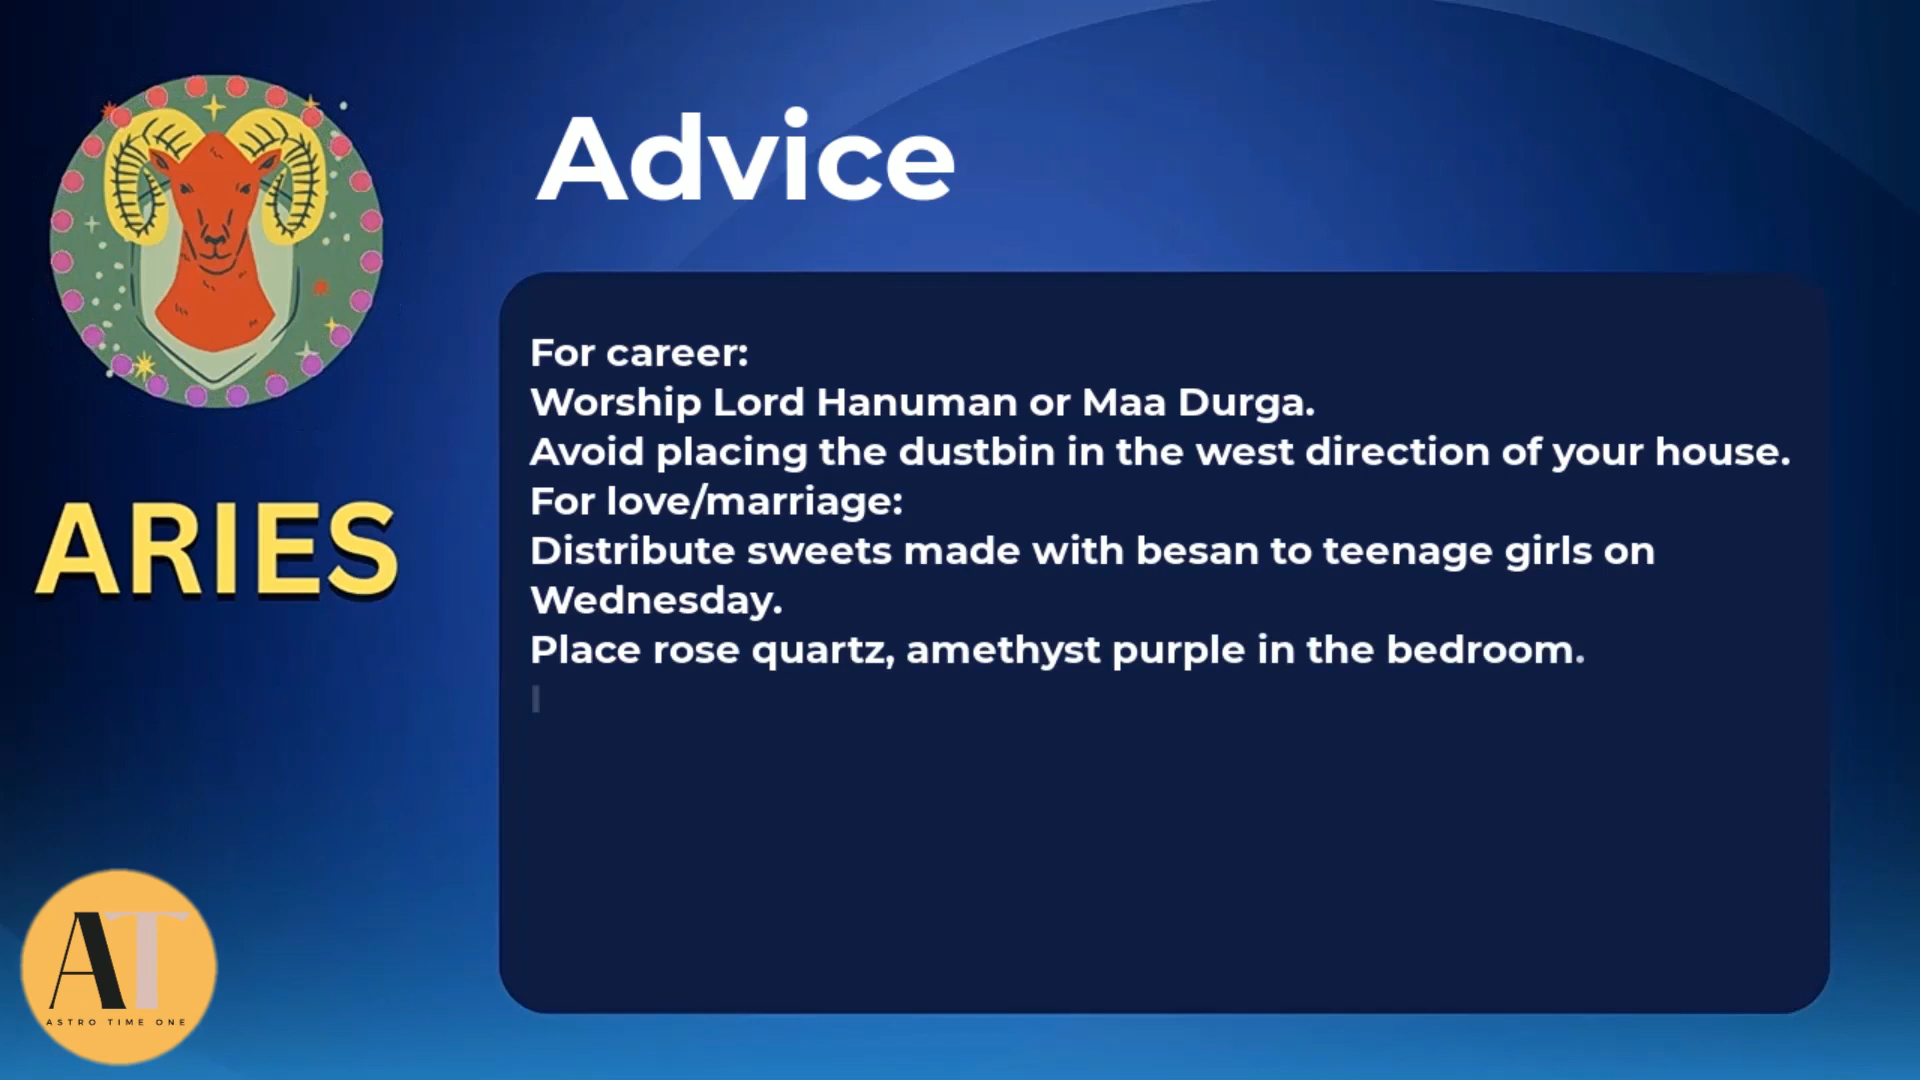 Advice
For career:
Worship Lord Hanuman or Maa Durga.
Avoid placing the dustbin in the west direction of your house.
For love/marriage:
Distribute sweets made with besan to teenage girls on
Wednesday.
Place rose quartz, amethyst purple in the bedroom.
ARIES
AT
ASTRO TIME ONE